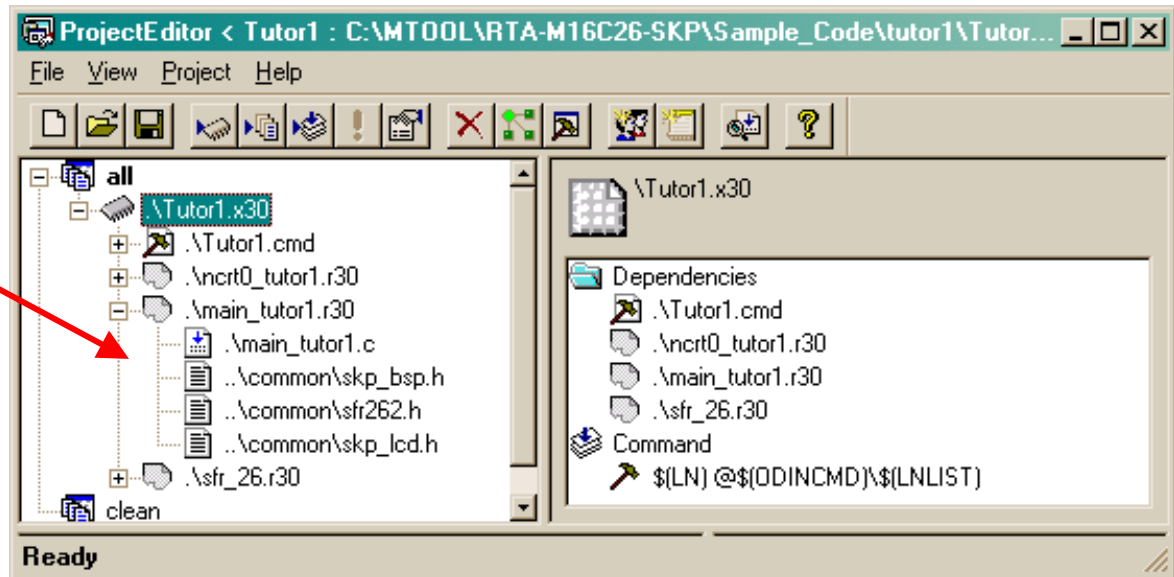 ProjectEditor < Tutor1 : C:\MTOOL\RTA-M16C26-SKP\Sample_Code\tutor1\Tutor...
File View Project Help
all
.\Tutor1.x30
.\Tutor1.cmd
.\ncrt0_tutor1.r30
.\main_tutor1.r30
.\main_tutor1.c
..\common\skp_bsp.h
..\common\sfr262.h
..\common\skp_lcd.h
.\sfr_26.r30
clean
\Tutor1.x30
Dependencies
.\Tutor1.cmd
.\ncrt0_tutor1.r30
.\main_tutor1.r30
.\sfr_26.r30
Command
$(LN) @$(ODINCMD)\$(LNLIST)
Ready